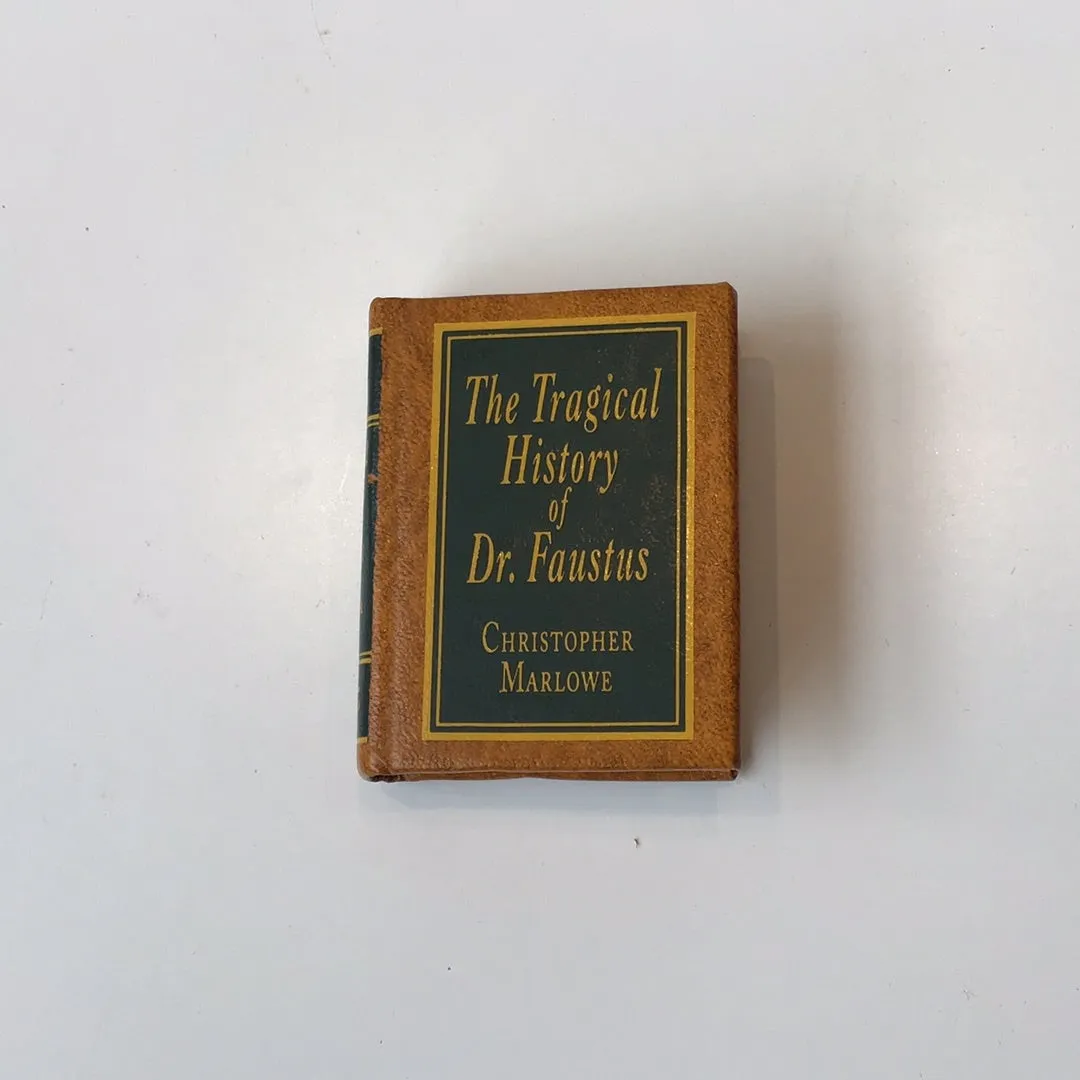 The Tragical
History
of
Dr. Faustus
CHRISTOPHER
MARLOWE